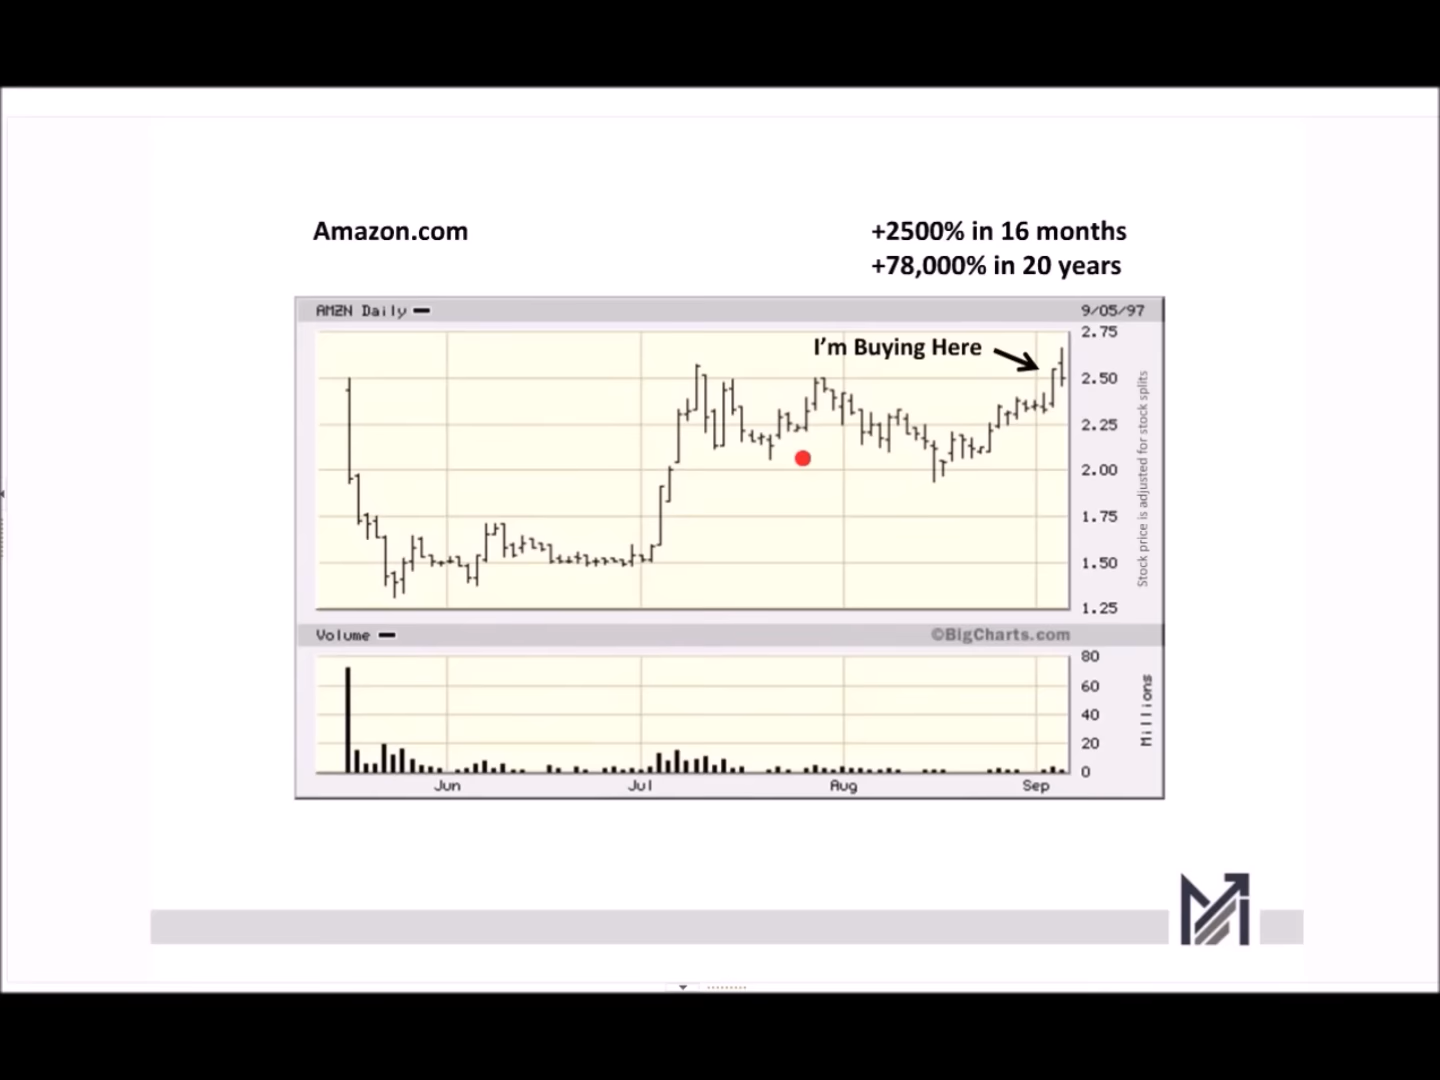 Amazon.com
+2500% in 16 months
+78,000% in 20 years
AMZN Daily
9/05/97
I'm Buying Here
2.75
2.50
2.25
2.00
1.75
1.50
1.25
Stock price is adjusted for stock splits
Volume
©BigCharts.com
80
60
40
20
0
Millions
Jun Jul Aug Sep